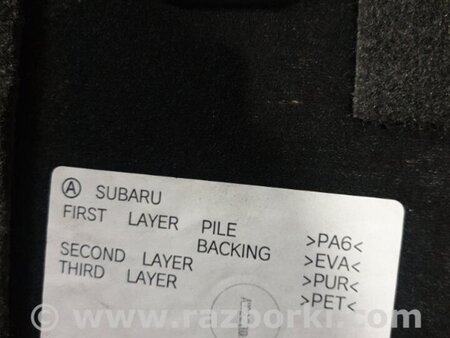 Ⓐ SUBARU
FIRST LAYER PILE >PA6<
BACKING >EVA<
SECOND LAYER >PUR<
THIRD LAYER >PET<
© www.razborki.com